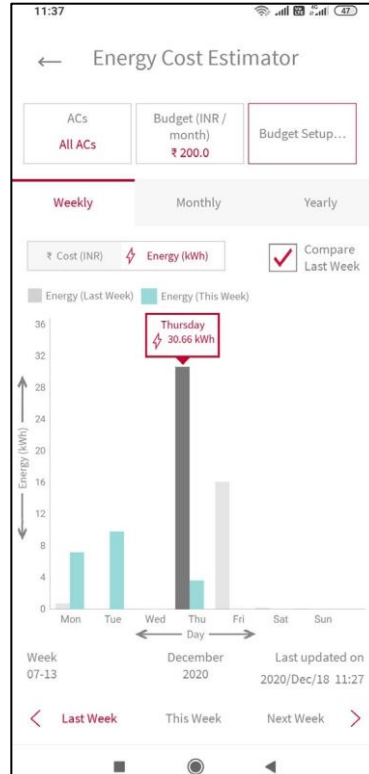 11:37
47
← Energy Cost Estimator
ACs
All ACs
Budget (INR /
month)
₹ 200.0
Budget Setup...
Weekly Monthly Yearly
₹ Cost (INR) Energy (kWh)
Compare
Last Week
Energy (Last Week) Energy (This Week)
Thursday
30.66 kWh
36
32
28
24
20
16
12
8
4
0
Energy (kWh)
Mon Tue Wed Thu Fri Sat Sun
Day
Week
07-13
December
2020
Last updated on
2020/Dec/18 11:27
Last Week This Week Next Week